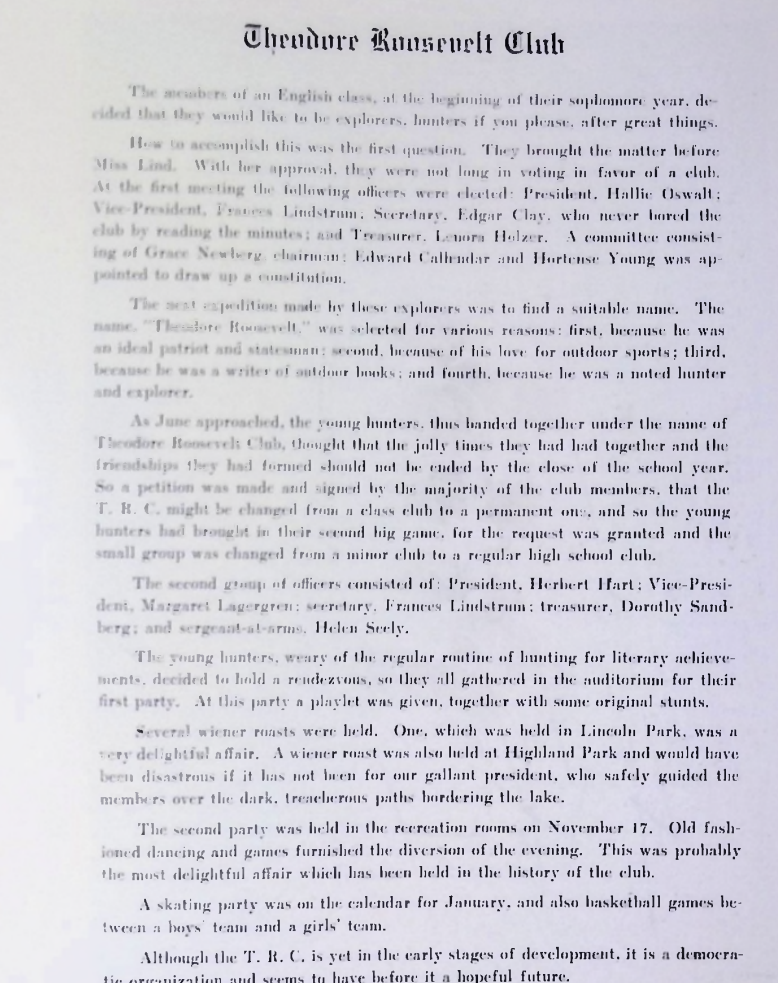 Theodore Roosevelt Club
The members of an English class, at the beginning of their sophomore year, de-
cided that they would like to be explorers, hunters if you please, after great things.
How to accomplish this was the first question. They brought the matter before
Miss Lind. With her approval, they were not long in voting in favor of a club.
At the first meeting the following officers were elected: President, Hallie Oswalt;
Vice-President, Frances Lindstrum; Secretary, Edgar Clay, who never bored the
club by reading the minutes; and Treasurer, Lenora Holzer. A committee consist-
ing of Grace Newberg, chairman; Edward Callendar and Hortense Young was ap-
pointed to draw up a constitution.
The next expedition made by these explorers was to find a suitable name. The
name, "Theodore Roosevelt," was selected for various reasons: first, because he was
an ideal patriot and statesman; second, because of his love for outdoor sports; third,
because he was a writer of outdoor books; and fourth, because he was a noted hunter
and explorer.
As June approached, the young hunters, thus banded together under the name of
Theodore Roosevelt Club, thought that the jolly times they had had together and the
friendships they had formed should not be ended by the close of the school year.
So a petition was made and signed by the majority of the club members, that the
T. R. C. might be changed from a class club to a permanent one, and so the young
hunters had brought in their second big game, for the request was granted and the
small group was changed from a minor club to a regular high school club.
The second group of officers consisted of: President, Herbert Hart; Vice-Presi-
dent, Margaret Lagergren; secretary, Frances Lindstrum; treasurer, Dorothy Sand-
berg; and sergeant-at-arms, Helen Seely.
The young hunters, weary of the regular routine of hunting for literary achieve-
ments, decided to hold a rendezvous, so they all gathered in the auditorium for their
first party. At this party a playlet was given, together with some original stunts.
Several wiener roasts were held. One, which was held in Lincoln Park, was a
very delightful affair. A wiener roast was also held at Highland Park and would have
been disastrous if it has not been for our gallant president, who safely guided the
members over the dark, treacherous paths bordering the lake.
The second party was held in the recreation rooms on November 17. Old fash-
ioned dancing and games furnished the diversion of the evening. This was probably
the most delightful affair which has been held in the history of the club.
A skating party was on the calendar for January, and also basketball games be-
tween a boys' team and a girls' team.
Although the T. R. C. is yet in the early stages of development, it is a democra-
tic organization and seems to have before it a hopeful future.